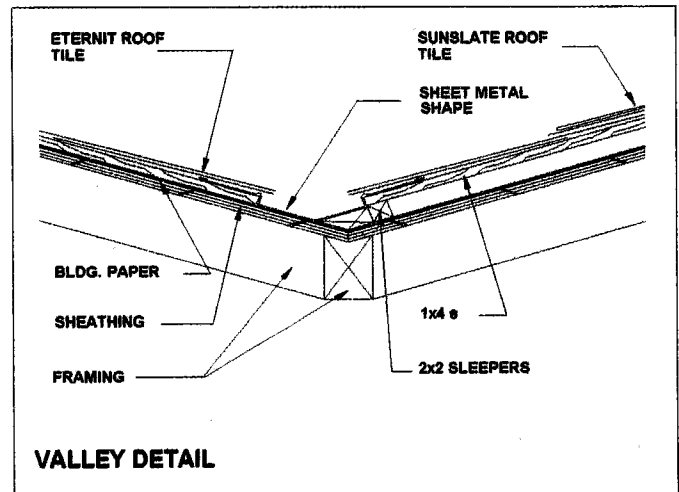 ETERNIT ROOF
TILE
SUNSLATE ROOF
TILE
SHEET METAL
SHAPE
BLDG. PAPER
SHEATHING
FRAMING
1x4 s
2x2 SLEEPERS
VALLEY DETAIL